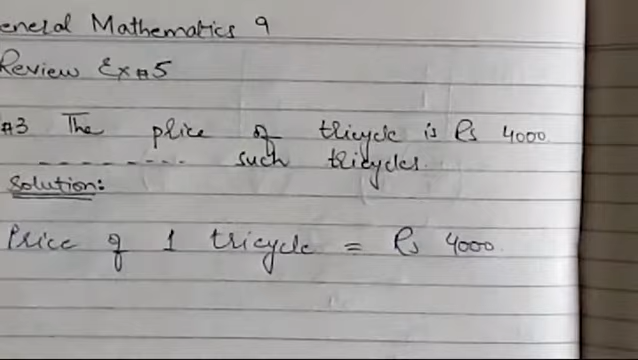 eneral Mathematics 9
Review Ex#5
#3 The price of tricycle is Rs 4000
-------- such tricycles.
Solution:
Price of 1 tricycle = Rs 4000.